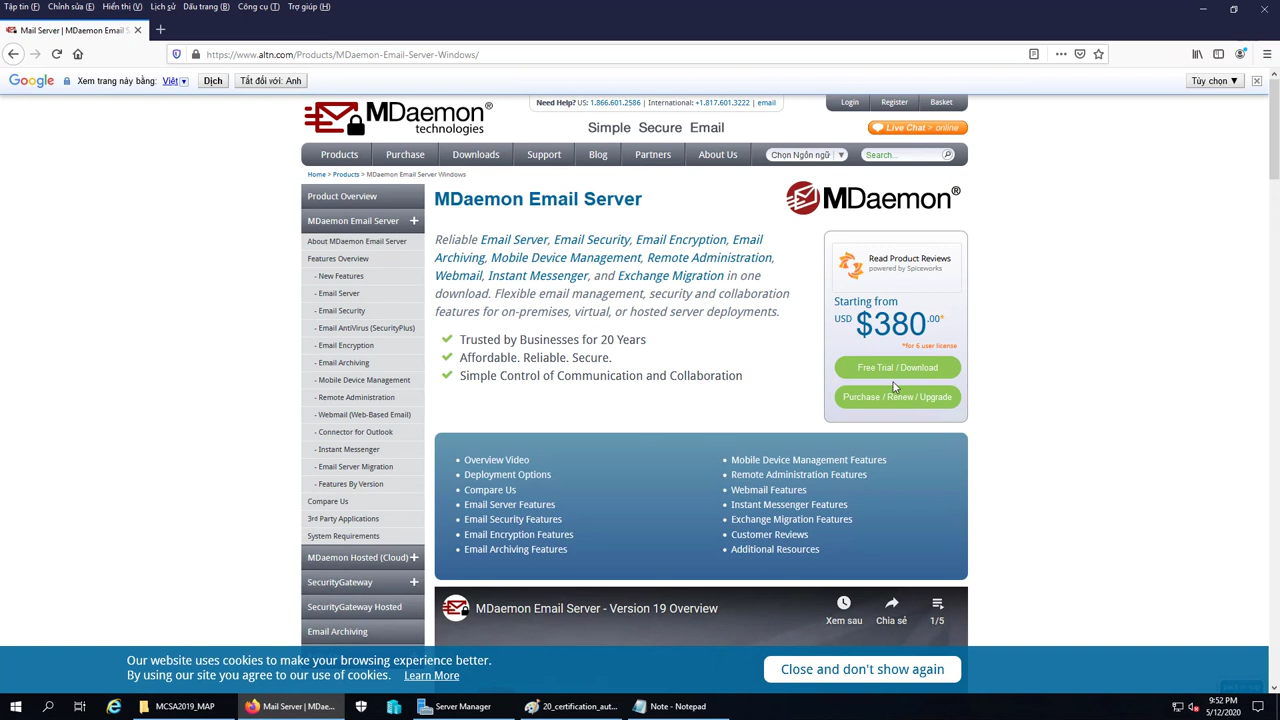 Tập tin (F) Chỉnh sửa (E) Hiển thị (V) Lịch sử Dấu trang (B) Công cụ (T) Trợ giúp (H)
Mail Server | MDaemon Email S
https://www.altn.com/Products/MDaemon-Email-Server-Windows/
Google Xem trang này bằng: Việt Dịch Tắt đối với: Anh Tùy chọn ▼
MDaemon technologies
Need Help? US: 1.866.601.2586 | International: +1.817.601.3222 | email
Login Register Basket
Simple Secure Email
Live Chat > online
Products Purchase Downloads Support Blog Partners About Us Chọn Ngôn ngữ ▼ Search...
Home > Products > MDaemon Email Server Windows
Product Overview
MDaemon Email Server +
About MDaemon Email Server
Features Overview
- New Features
- Email Server
- Email Security
- Email AntiVirus (SecurityPlus)
- Email Encryption
- Email Archiving
- Mobile Device Management
- Remote Administration
- Webmail (Web-Based Email)
- Connector for Outlook
- Instant Messenger
- Email Server Migration
- Features By Version
Compare Us
3rd Party Applications
System Requirements
MDaemon Hosted (Cloud) +
SecurityGateway +
SecurityGateway Hosted
Email Archiving
MDaemon Email Server
MDaemon
Reliable Email Server, Email Security, Email Encryption, Email
Archiving, Mobile Device Management, Remote Administration,
Webmail, Instant Messenger, and Exchange Migration in one
download. Flexible email management, security and collaboration
features for on-premises, virtual, or hosted server deployments.
Trusted by Businesses for 20 Years
Affordable. Reliable. Secure.
Simple Control of Communication and Collaboration
Read Product Reviews
powered by Spiceworks
Starting from
USD $380.00*
*for 6 user license
Free Trial / Download
Purchase / Renew / Upgrade
• Overview Video
• Deployment Options
• Compare Us
• Email Server Features
• Email Security Features
• Email Encryption Features
• Email Archiving Features
• Mobile Device Management Features
• Remote Administration Features
• Webmail Features
• Instant Messenger Features
• Exchange Migration Features
• Customer Reviews
• Additional Resources
MDaemon Email Server - Version 19 Overview
Xem sau Chia sẻ 1/5
Our website uses cookies to make your browsing experience better.
By using our site you agree to our use of cookies. Learn More
Close and don't show again
MCSA2019_MAP Mail Server | MDae... Server Manager 20_certification_aut... Note - Notepad
9:52 PM
5/12/2020